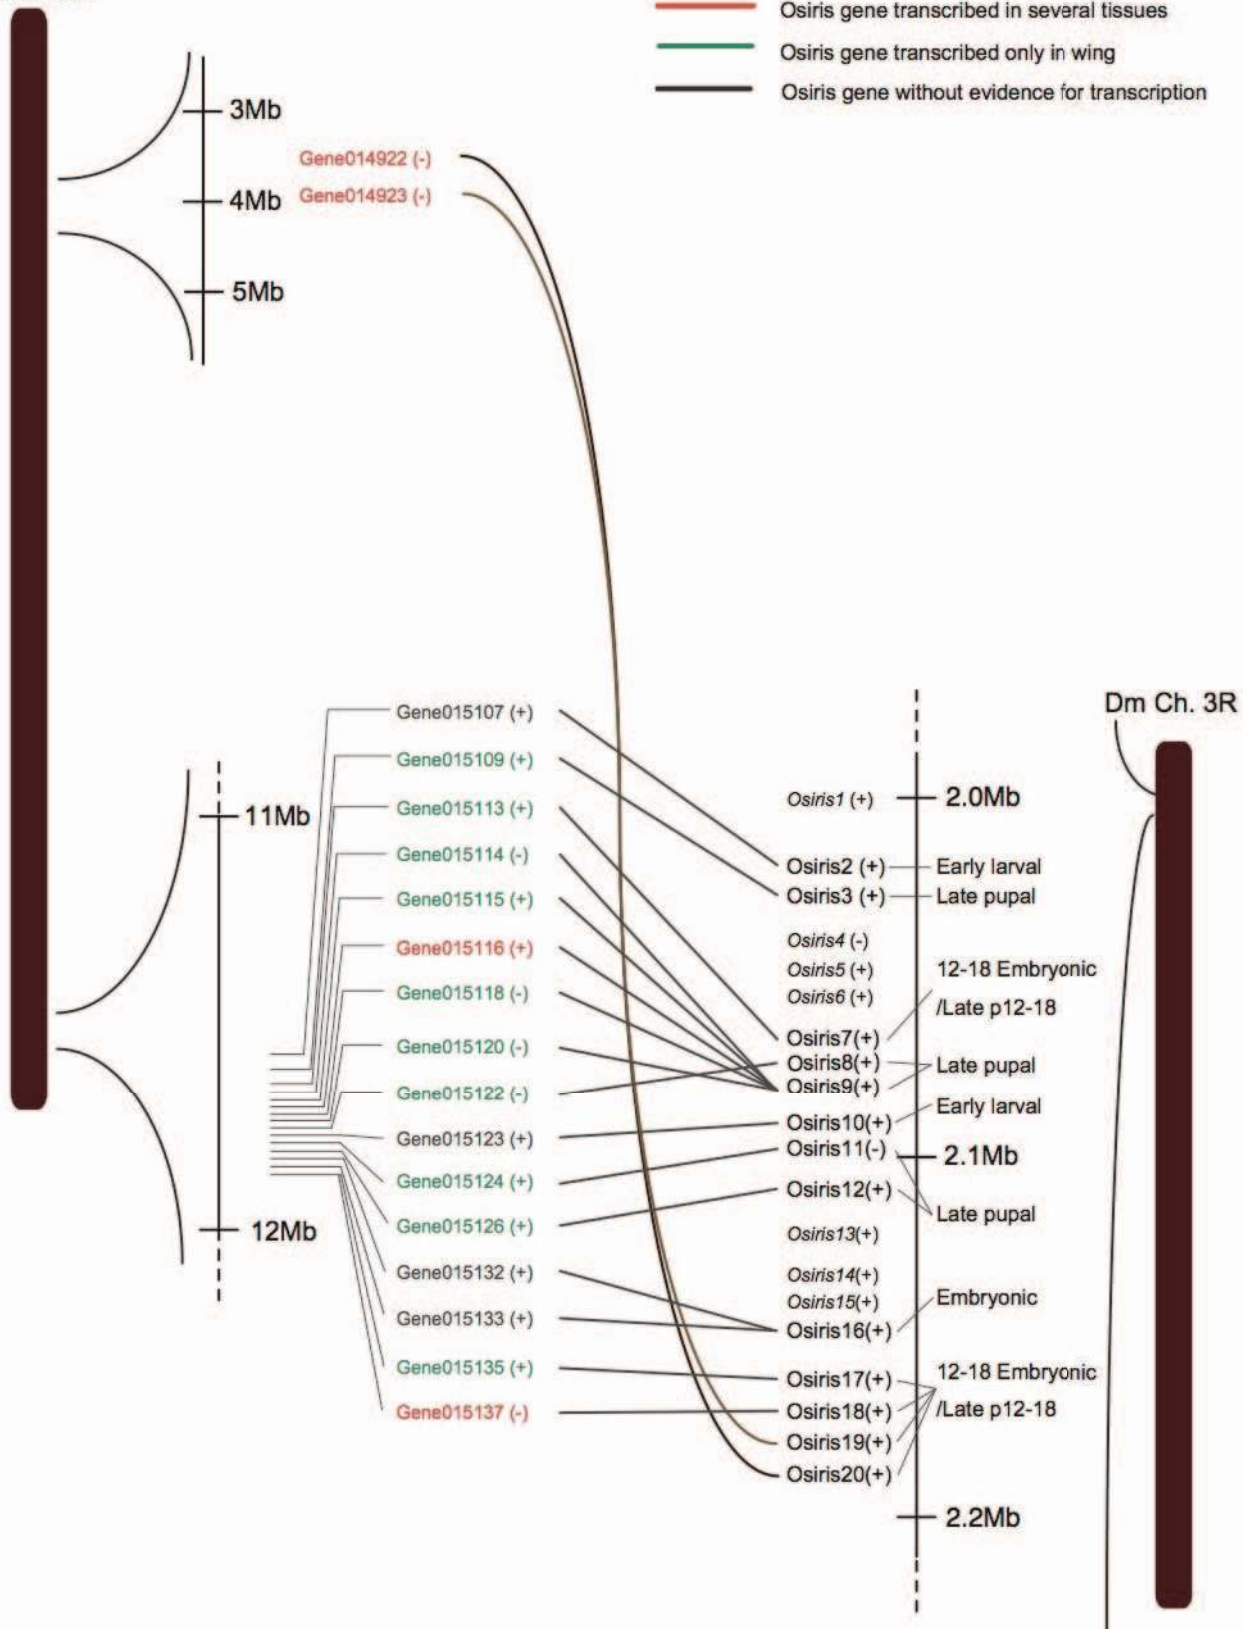 Osiris gene transcribed in several tissues
Osiris gene transcribed only in wing
Osiris gene without evidence for transcription
3Mb
Gene014922 (-)
4Mb
Gene014923 (-)
5Mb
Gene015107 (+)
Gene015109 (+)
Gene015113 (+)
Gene015114 (-)
Gene015115 (+)
Gene015116 (+)
Gene015118 (-)
Gene015120 (-)
Gene015122 (-)
Gene015123 (+)
Gene015124 (+)
Gene015126 (+)
Gene015132 (+)
Gene015133 (+)
Gene015135 (+)
Gene015137 (-)
11Mb
12Mb
Dm Ch. 3R
Osiris1 (+)
Osiris2 (+)
Osiris3 (+)
Osiris4 (-)
Osiris5 (+)
Osiris6 (+)
Osiris7(+)
Osiris8(+)
Osiris9(+)
Osiris10(+)
Osiris11(-)
Osiris12(+)
Osiris13(+)
Osiris14(+)
Osiris15(+)
Osiris16(+)
Osiris17(+)
Osiris18(+)
Osiris19(+)
Osiris20(+)
2.0Mb
Early larval
Late pupal
12-18 Embryonic
/Late p12-18
Late pupal
Early larval
2.1Mb
Late pupal
Embryonic
12-18 Embryonic
/Late p12-18
2.2Mb